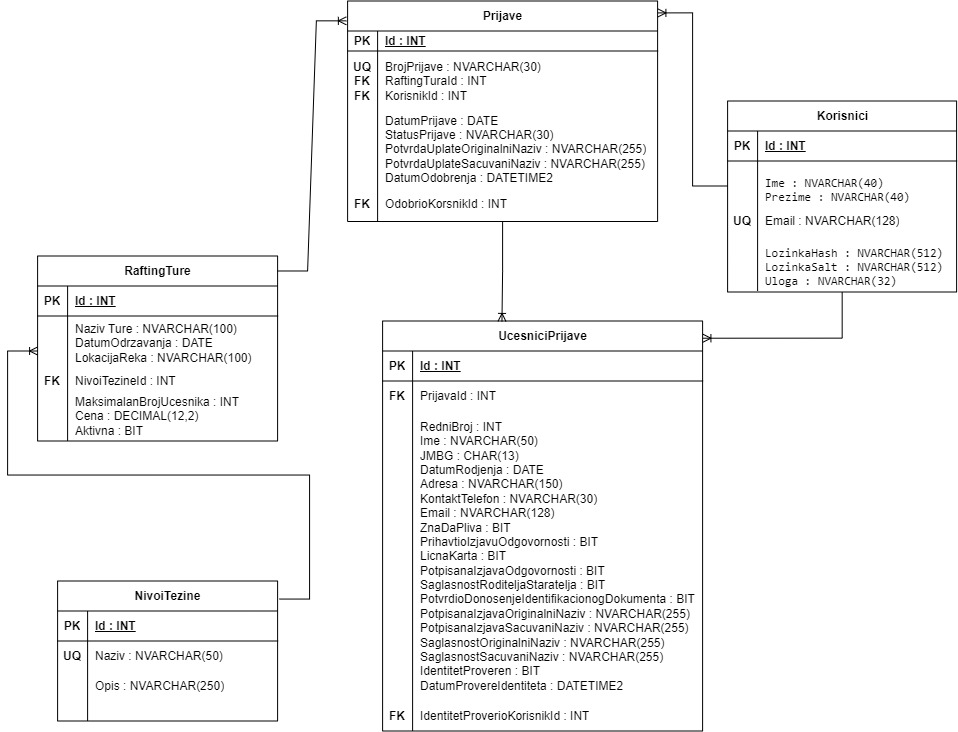 Prijave
PK Id : INT
UQ BrojPrijave : NVARCHAR(30)
FK RaftingTuraId : INT
FK KorisnikId : INT
DatumPrijave : DATE
StatusPrijave : NVARCHAR(30)
PotvrdaUplateOriginalniNaziv : NVARCHAR(255)
PotvrdaUplateSacuvaniNaziv : NVARCHAR(255)
DatumOdobrenja : DATETIME2
FK OdobrioKorsnikId : INT
Korisnici
PK Id : INT
Ime : NVARCHAR(40)
Prezime : NVARCHAR(40)
UQ Email : NVARCHAR(128)
LozinkaHash : NVARCHAR(512)
LozinkaSalt : NVARCHAR(512)
Uloga : NVARCHAR(32)
RaftingTure
PK Id : INT
Naziv Ture : NVARCHAR(100)
DatumOdrzavanja : DATE
LokacijaReka : NVARCHAR(100)
FK NivoiTezineId : INT
MaksimalanBrojUcesnika : INT
Cena : DECIMAL(12,2)
Aktivna : BIT
UcesniciPrijave
PK Id : INT
FK PrijavaId : INT
RedniBroj : INT
Ime : NVARCHAR(50)
JMBG : CHAR(13)
DatumRodjenja : DATE
Adresa : NVARCHAR(150)
KontaktTelefon : NVARCHAR(30)
Email : NVARCHAR(128)
ZnaDaPliva : BIT
PrihavtioIzjavuOdgovornosti : BIT
LicnaKarta : BIT
PotpisanaIzjavaOdgovornosti : BIT
SaglasnostRoditeljaStaratelja : BIT
PotvrdioDonosenjeIdentifikacionogDokumenta : BIT
PotpisanaIzjavaOriginalniNaziv : NVARCHAR(255)
PotpisanaIzjavaSacuvaniNaziv : NVARCHAR(255)
SaglasnostOriginalniNaziv : NVARCHAR(255)
SaglasnostSacuvaniNaziv : NVARCHAR(255)
IdentitetProveren : BIT
DatumProvereIdentiteta : DATETIME2
FK IdentitetProverioKorisnikId : INT
NivoiTezine
PK Id : INT
UQ Naziv : NVARCHAR(50)
Opis : NVARCHAR(250)